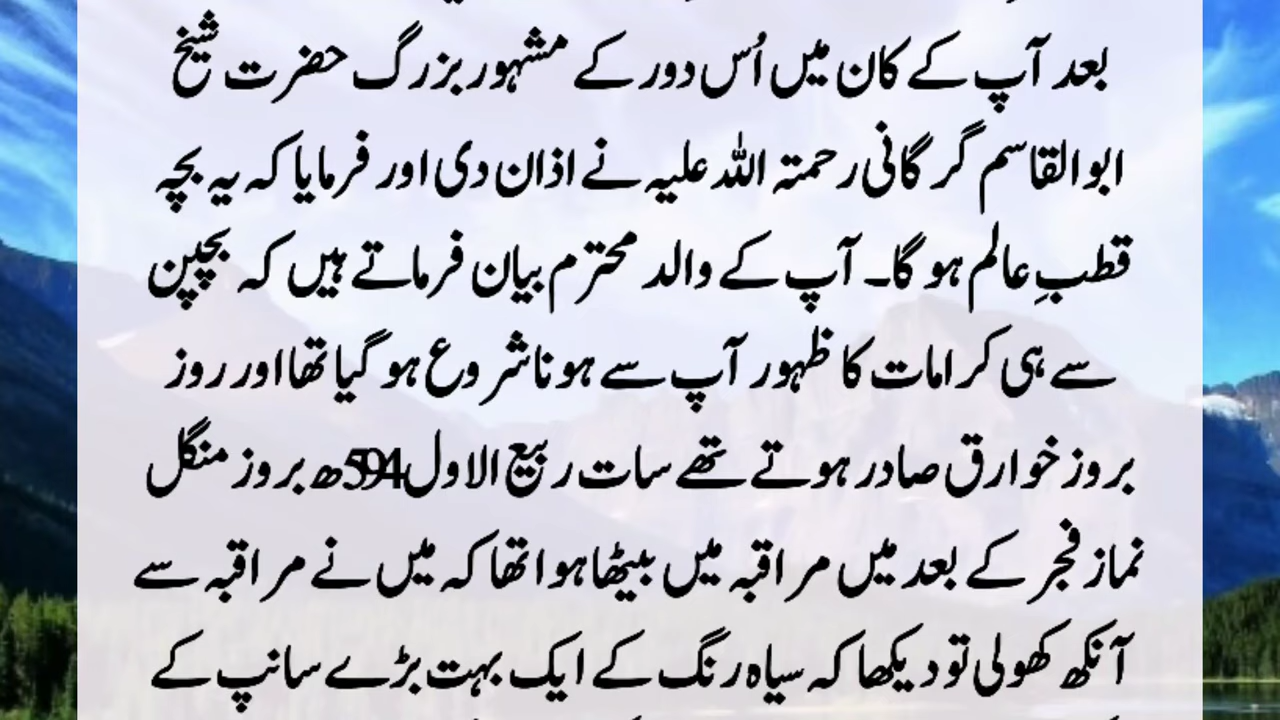 بعد آپ کے کان میں اُس دور کے مشہور بزرگ حضرت شیخ
ابوالقاسم گرگانی رحمتہ اللہ علیہ نے اذان دی اور فرمایا کہ یہ بچہ
قطبِ عالم ہو گا۔ آپ کے والد محترم بیان فرماتے ہیں کہ بچپن
سے ہی کرامات کا ظہور آپ سے ہونا شروع ہو گیا تھا اور روز
بروز خوارق صادر ہوتے تھے سات ربیع الاول 594ھ بروز منگل
نماز فجر کے بعد میں مراقبہ میں بیٹھا ہوا تھا کہ میں نے مراقبہ سے
آنکھ کھولی تو دیکھا کہ سیاہ رنگ کے ایک بہت بڑے سانپ کے